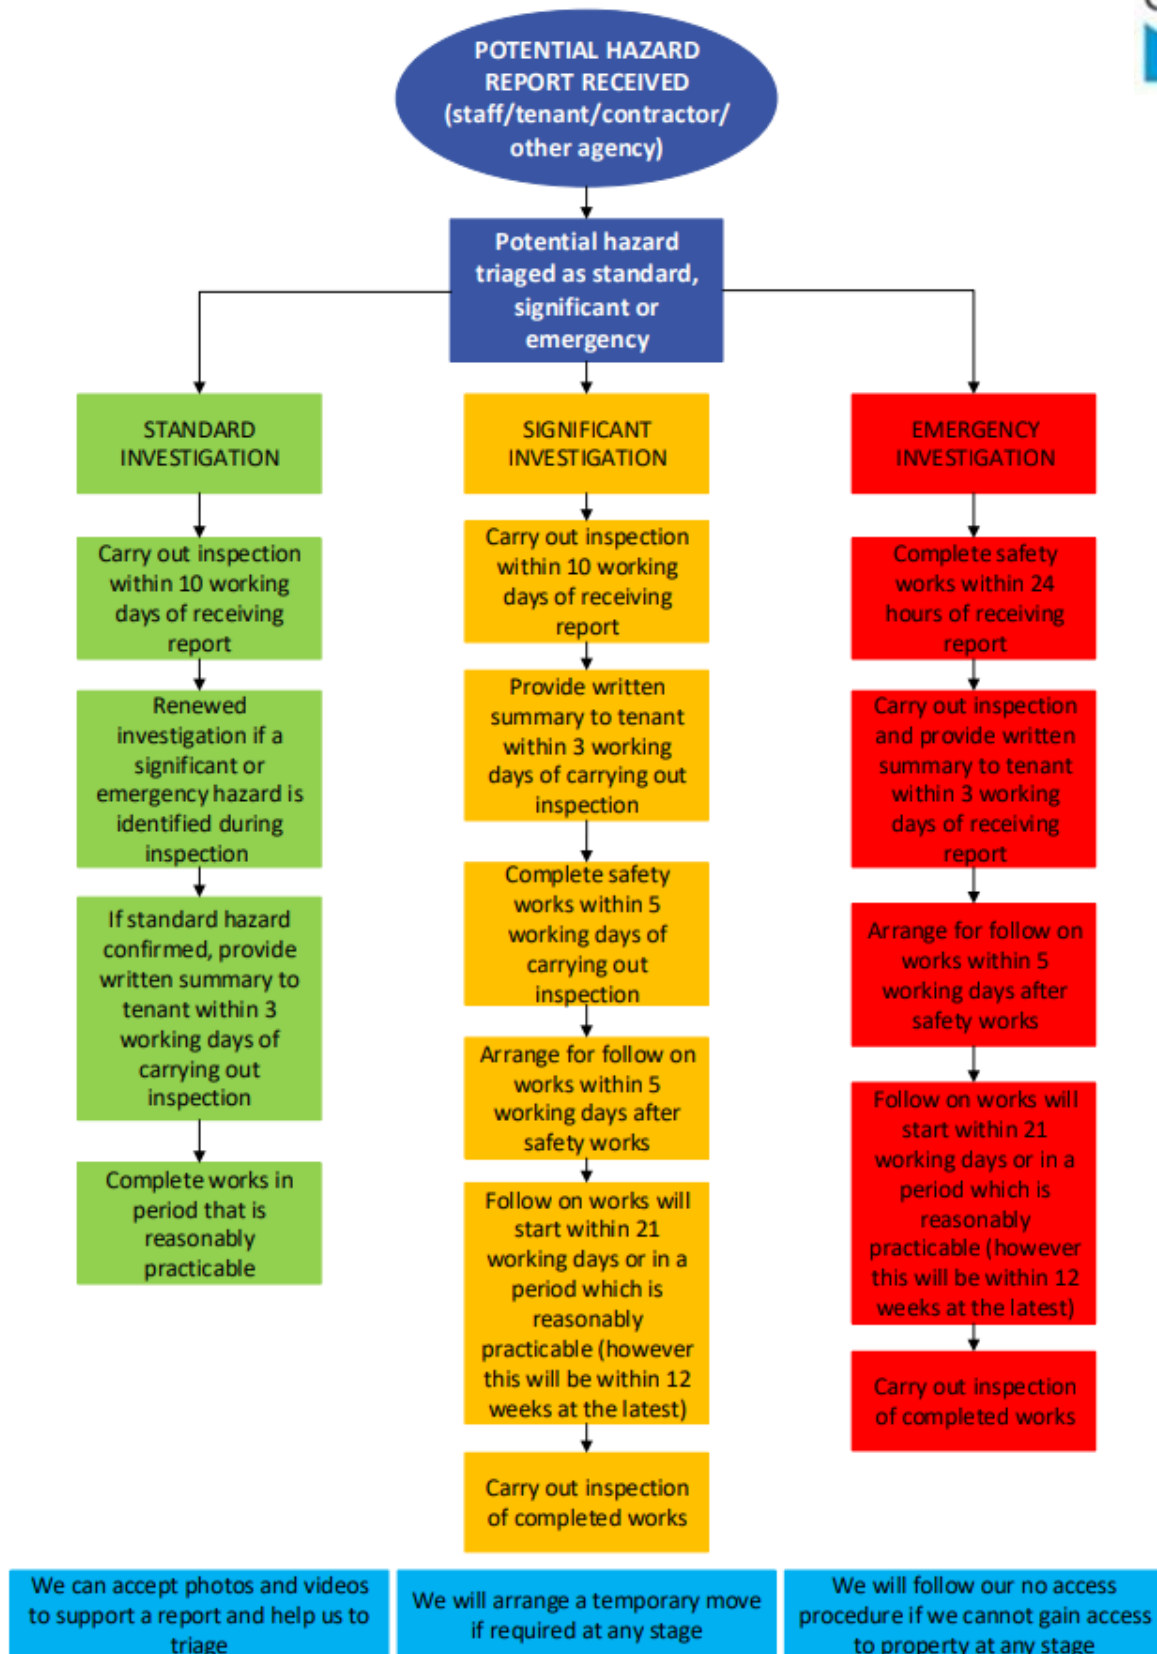 POTENTIAL HAZARD
REPORT RECEIVED
(staff/tenant/contractor/
other agency)
Potential hazard
triaged as standard,
significant or
emergency
STANDARD
INVESTIGATION
Carry out inspection
within 10 working
days of receiving
report
Renewed
investigation if a
significant or
emergency hazard is
identified during
inspection
If standard hazard
confirmed, provide
written summary to
tenant within 3
working days of
carrying out
inspection
Complete works in
period that is
reasonably
practicable
SIGNIFICANT
INVESTIGATION
Carry out inspection
within 10 working
days of receiving
report
Provide written
summary to tenant
within 3 working
days of carrying out
inspection
Complete safety
works within 5
working days of
carrying out
inspection
Arrange for follow on
works within 5
working days after
safety works
Follow on works will
start within 21
working days or in a
period which is
reasonably
practicable (however
this will be within 12
weeks at the latest)
Carry out inspection
of completed works
EMERGENCY
INVESTIGATION
Complete safety
works within 24
hours of receiving
report
Carry out inspection
and provide written
summary to tenant
within 3 working
days of receiving
report
Arrange for follow on
works within 5
working days after
safety works
Follow on works will
start within 21
working days or in a
period which is
reasonably
practicable (however
this will be within 12
weeks at the latest)
Carry out inspection
of completed works
We can accept photos and videos
to support a report and help us to
triage
We will arrange a temporary move
if required at any stage
We will follow our no access
procedure if we cannot gain access
to property at any stage